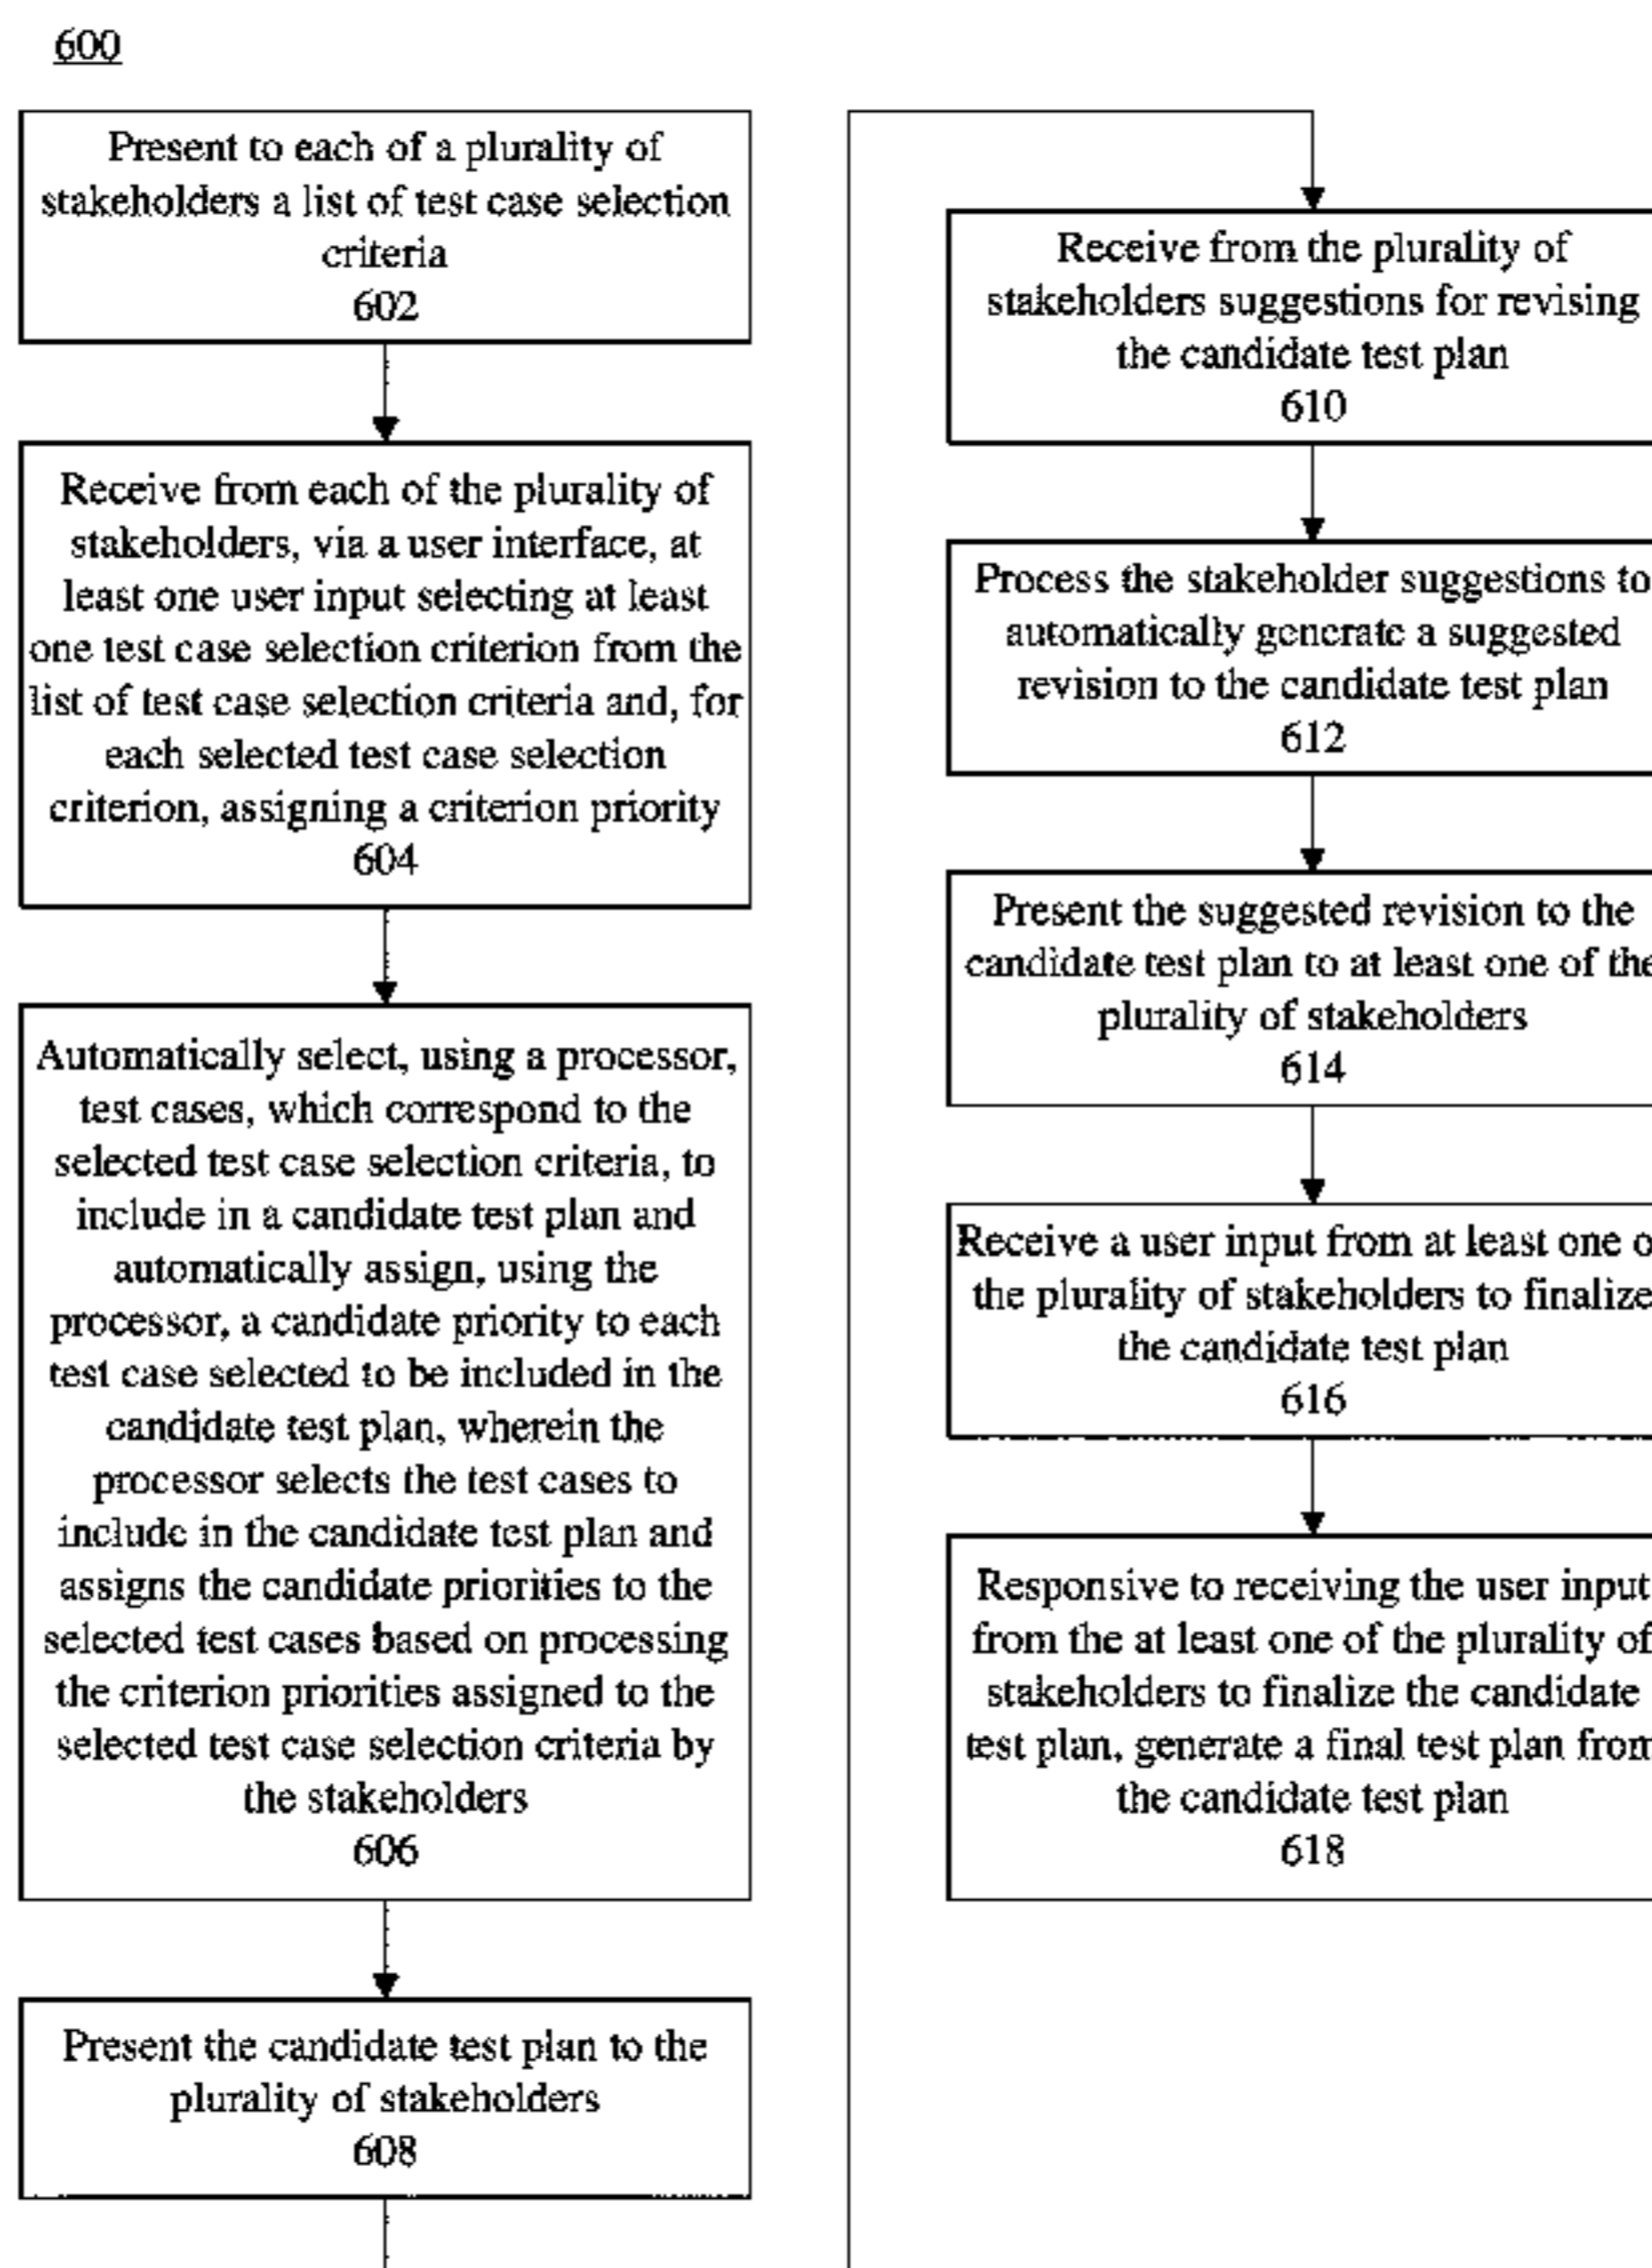 600
Present to each of a plurality of
stakeholders a list of test case selection
criteria
602
Receive from each of the plurality of
stakeholders, via a user interface, at
least one user input selecting at least
one test case selection criterion from the
list of test case selection criteria and, for
each selected test case selection
criterion, assigning a criterion priority
604
Automatically select, using a processor,
test cases, which correspond to the
selected test case selection criteria, to
include in a candidate test plan and
automatically assign, using the
processor, a candidate priority to each
test case selected to be included in the
candidate test plan, wherein the
processor selects the test cases to
include in the candidate test plan and
assigns the candidate priorities to the
selected test cases based on processing
the criterion priorities assigned to the
selected test case selection criteria by
the stakeholders
606
Present the candidate test plan to the
plurality of stakeholders
608
Receive from the plurality of
stakeholders suggestions for revising
the candidate test plan
610
Process the stakeholder suggestions to
automatically generate a suggested
revision to the candidate test plan
612
Present the suggested revision to the
candidate test plan to at least one of the
plurality of stakeholders
614
Receive a user input from at least one o
the plurality of stakeholders to finalize
the candidate test plan
616
Responsive to receiving the user input
from the at least one of the plurality of
stakeholders to finalize the candidate
test plan, generate a final test plan from
the candidate test plan
618